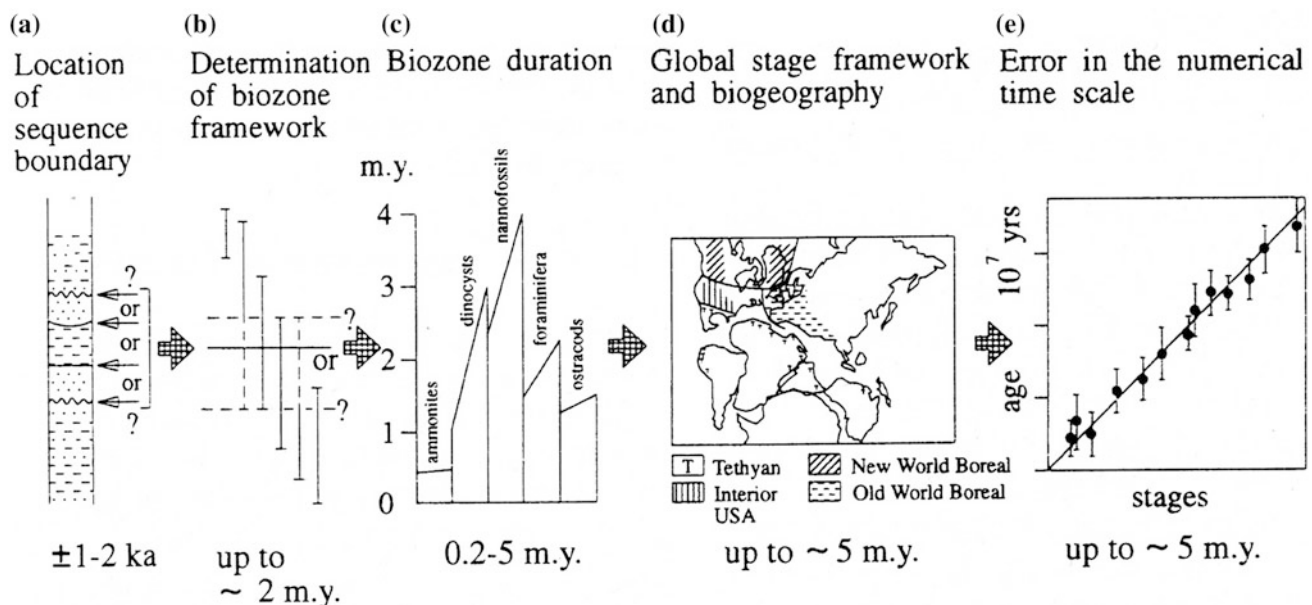 (a)
Location
of
sequence
boundary
?
or
or
or
?
±1-2 ka
(b)
Determination
of biozone
framework
?
or
?
up to
~ 2 m.y.
(c)
Biozone duration
m.y.
4
3
2
1
0
ammonites
dinocysts
nannofossils
foraminifera
ostracods
0.2-5 m.y.
(d)
Global stage framework
and biogeography
T Tethyan
New World Boreal
Interior
USA
Old World Boreal
up to ~ 5 m.y.
(e)
Error in the numerical
time scale
age 10⁷ yrs
stages
up to ~ 5 m.y.